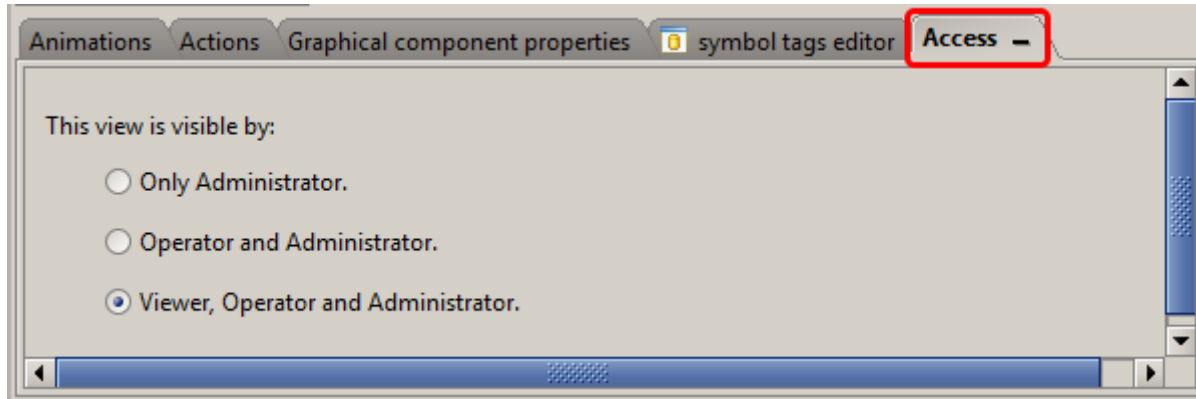 Animations Actions Graphical component properties symbol tags editor Access
This view is visible by:
Only Administrator.
Operator and Administrator.
Viewer, Operator and Administrator.